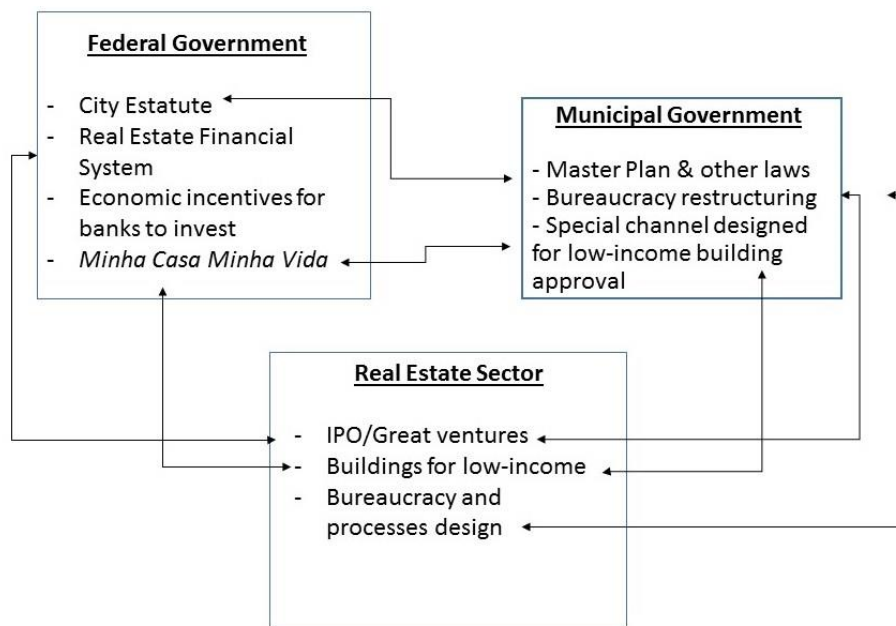 Federal Government
- City Estatute
- Real Estate Financial
System
- Economic incentives for
banks to invest
- Minha Casa Minha Vida
Municipal Government
- Master Plan & other laws
- Bureaucracy restructuring
- Special channel designed
for low-income building
approval
Real Estate Sector
- IPO/Great ventures
- Buildings for low-income
- Bureaucracy and
processes design